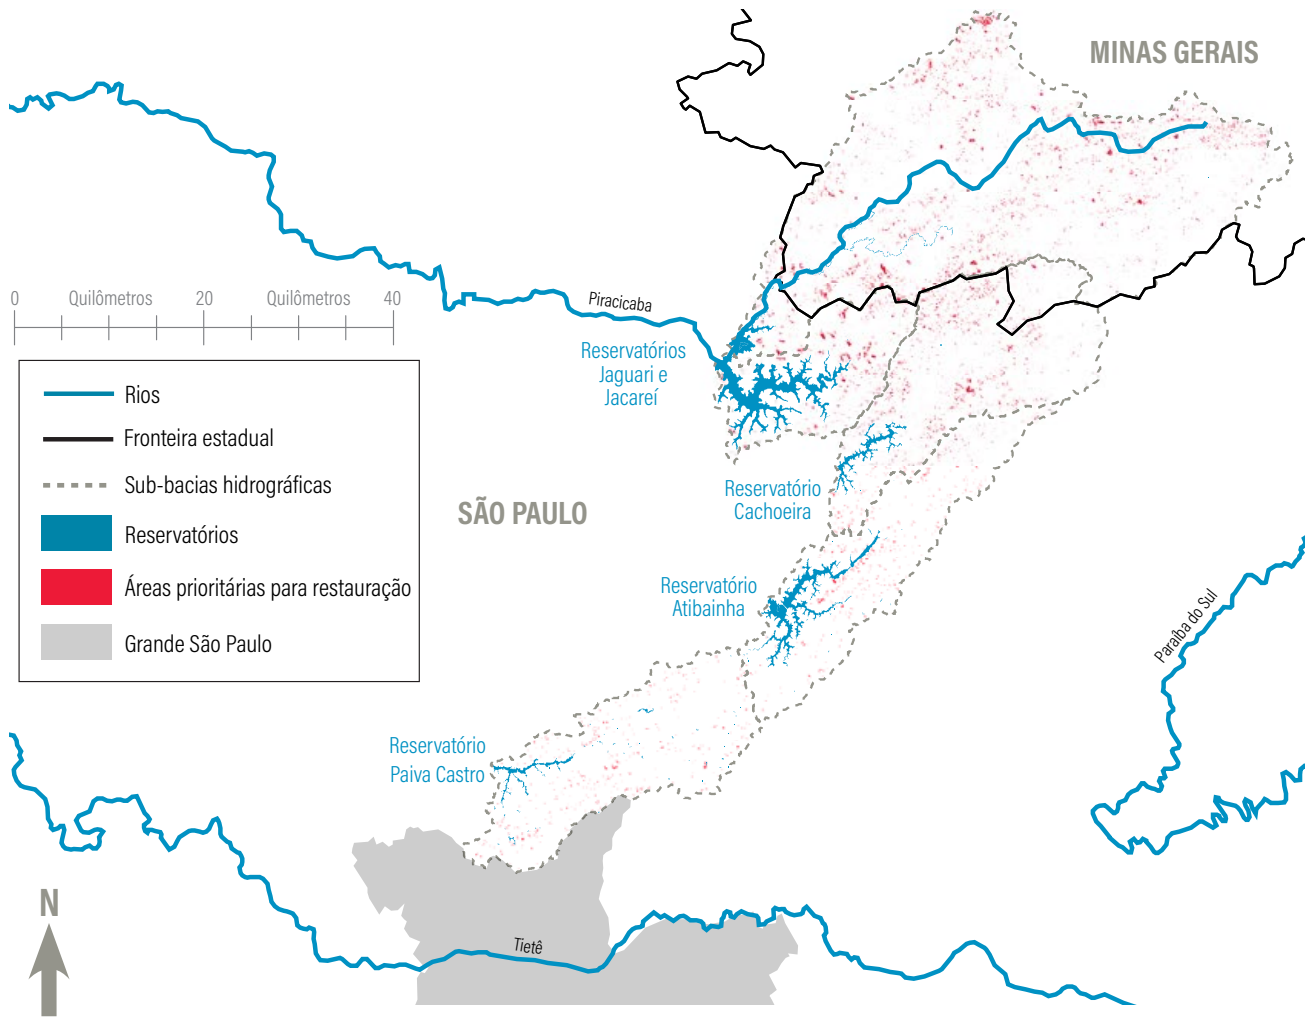 MINAS GERAIS
0 Quilômetros 20 Quilômetros 40
Piracicaba
Reservatórios
Jaguari e
Jacareí
Rios
Fronteira estadual
Sub-bacias hidrográficas
Reservatórios
Áreas prioritárias para restauração
Grande São Paulo
SÃO PAULO
Reservatório
Cachoeira
Reservatório
Atibainha
Paraíba do Sul
Reservatório
Paiva Castro
N
Tietê